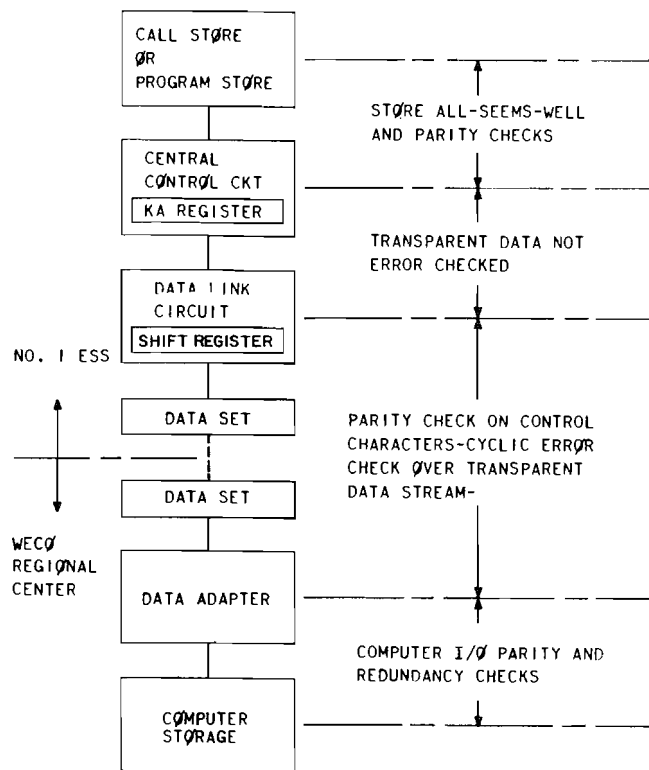 CALL STØRE
ØR
PRØGRAM STØRE
STØRE ALL-SEEMS-WELL
AND PARITY CHECKS
CENTRAL
CØNTRØL CKT
KA REGISTER
TRANSPARENT DATA NOT
ERROR CHECKED
DATA LINK
CIRCUIT
SHIFT REGISTER
NO. I ESS
DATA SET
PARITY CHECK ON CONTROL
CHARACTERS-CYCLIC ERRØR
CHECK ØVER TRANSPARENT
DATA STREAM-
DATA SET
WECØ
REGIONAL
CENTER
DATA ADAPTER
COMPUTER I/Ø PARITY AND
REDUNDANCY CHECKS
CØMPUTER
STØRAGE